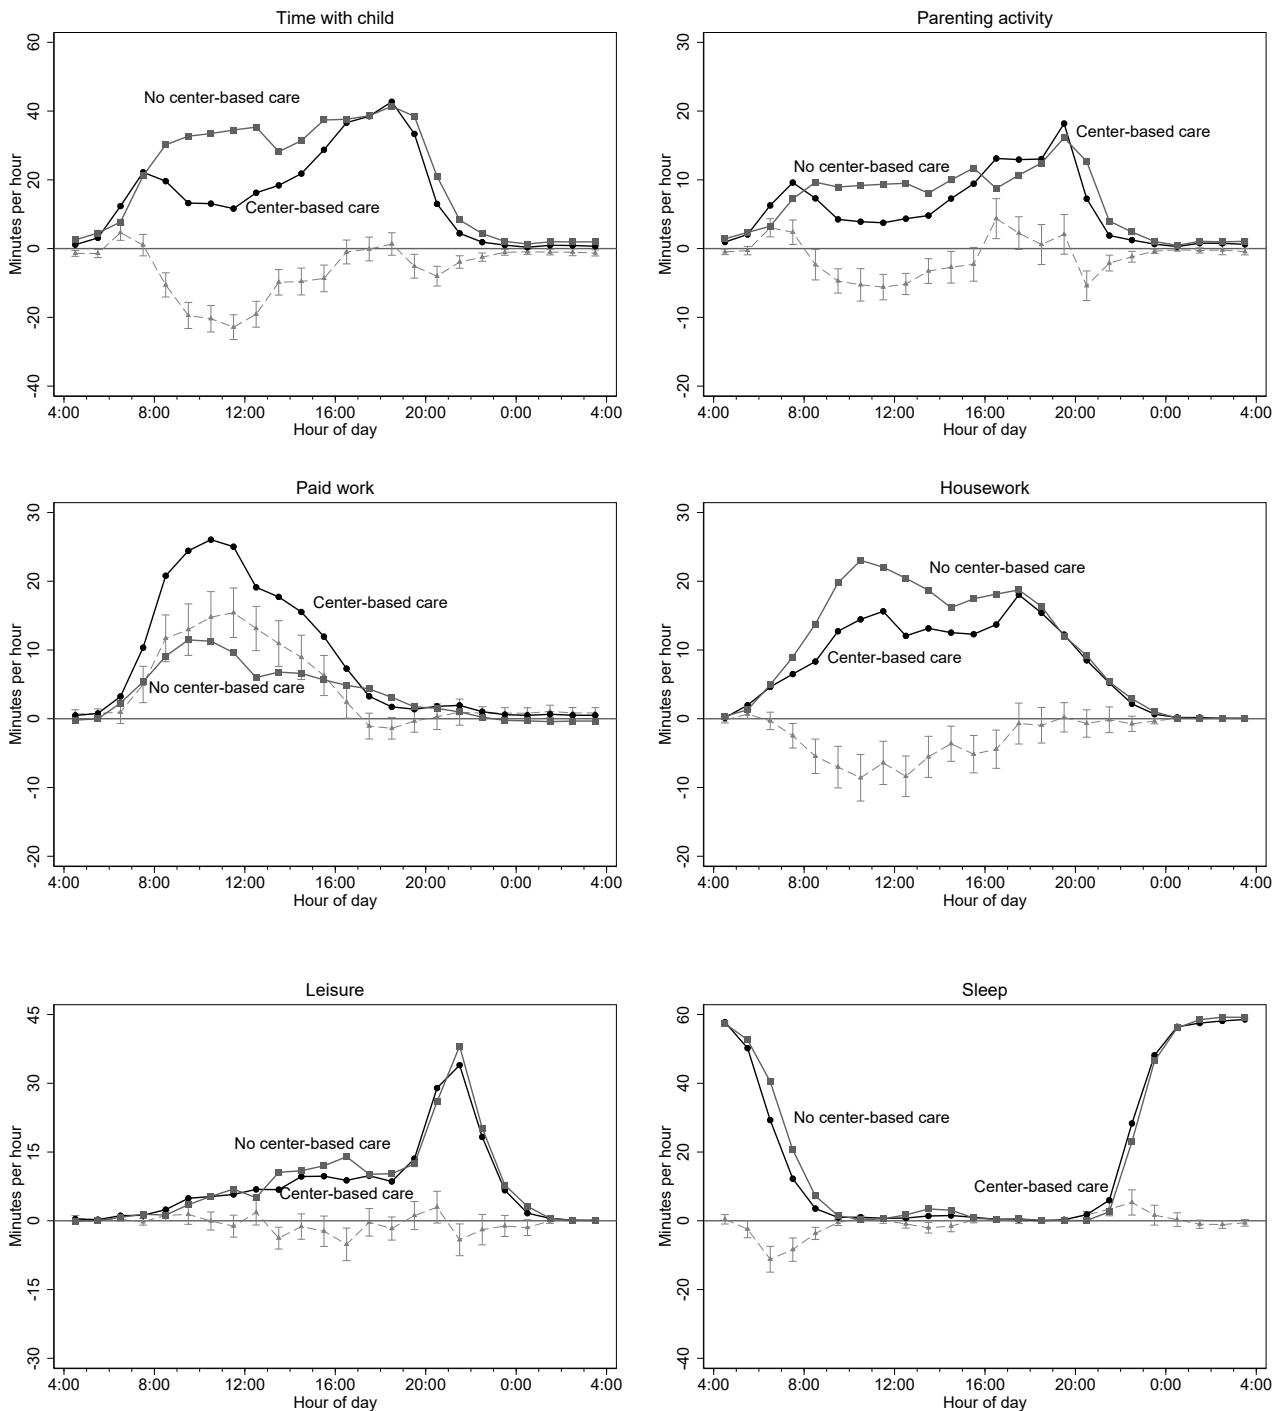 Time with child
Minutes per hour
60
40
20
0
-20
-40
No center-based care
Center-based care
4:00 8:00 12:00 16:00 20:00 0:00 4:00
Hour of day
Parenting activity
Minutes per hour
30
20
10
0
-10
-20
Center-based care
No center-based care
4:00 8:00 12:00 16:00 20:00 0:00 4:00
Hour of day
Paid work
Minutes per hour
30
20
10
0
-10
-20
Center-based care
No center-based care
4:00 8:00 12:00 16:00 20:00 0:00 4:00
Hour of day
Housework
Minutes per hour
30
20
10
0
-10
-20
No center-based care
Center-based care
4:00 8:00 12:00 16:00 20:00 0:00 4:00
Hour of day
Leisure
Minutes per hour
45
30
15
0
-15
-30
No center-based care
Center-based care
4:00 8:00 12:00 16:00 20:00 0:00 4:00
Hour of day
Sleep
Minutes per hour
60
40
20
0
-20
-40
No center-based care
Center-based care
4:00 8:00 12:00 16:00 20:00 0:00 4:00
Hour of day